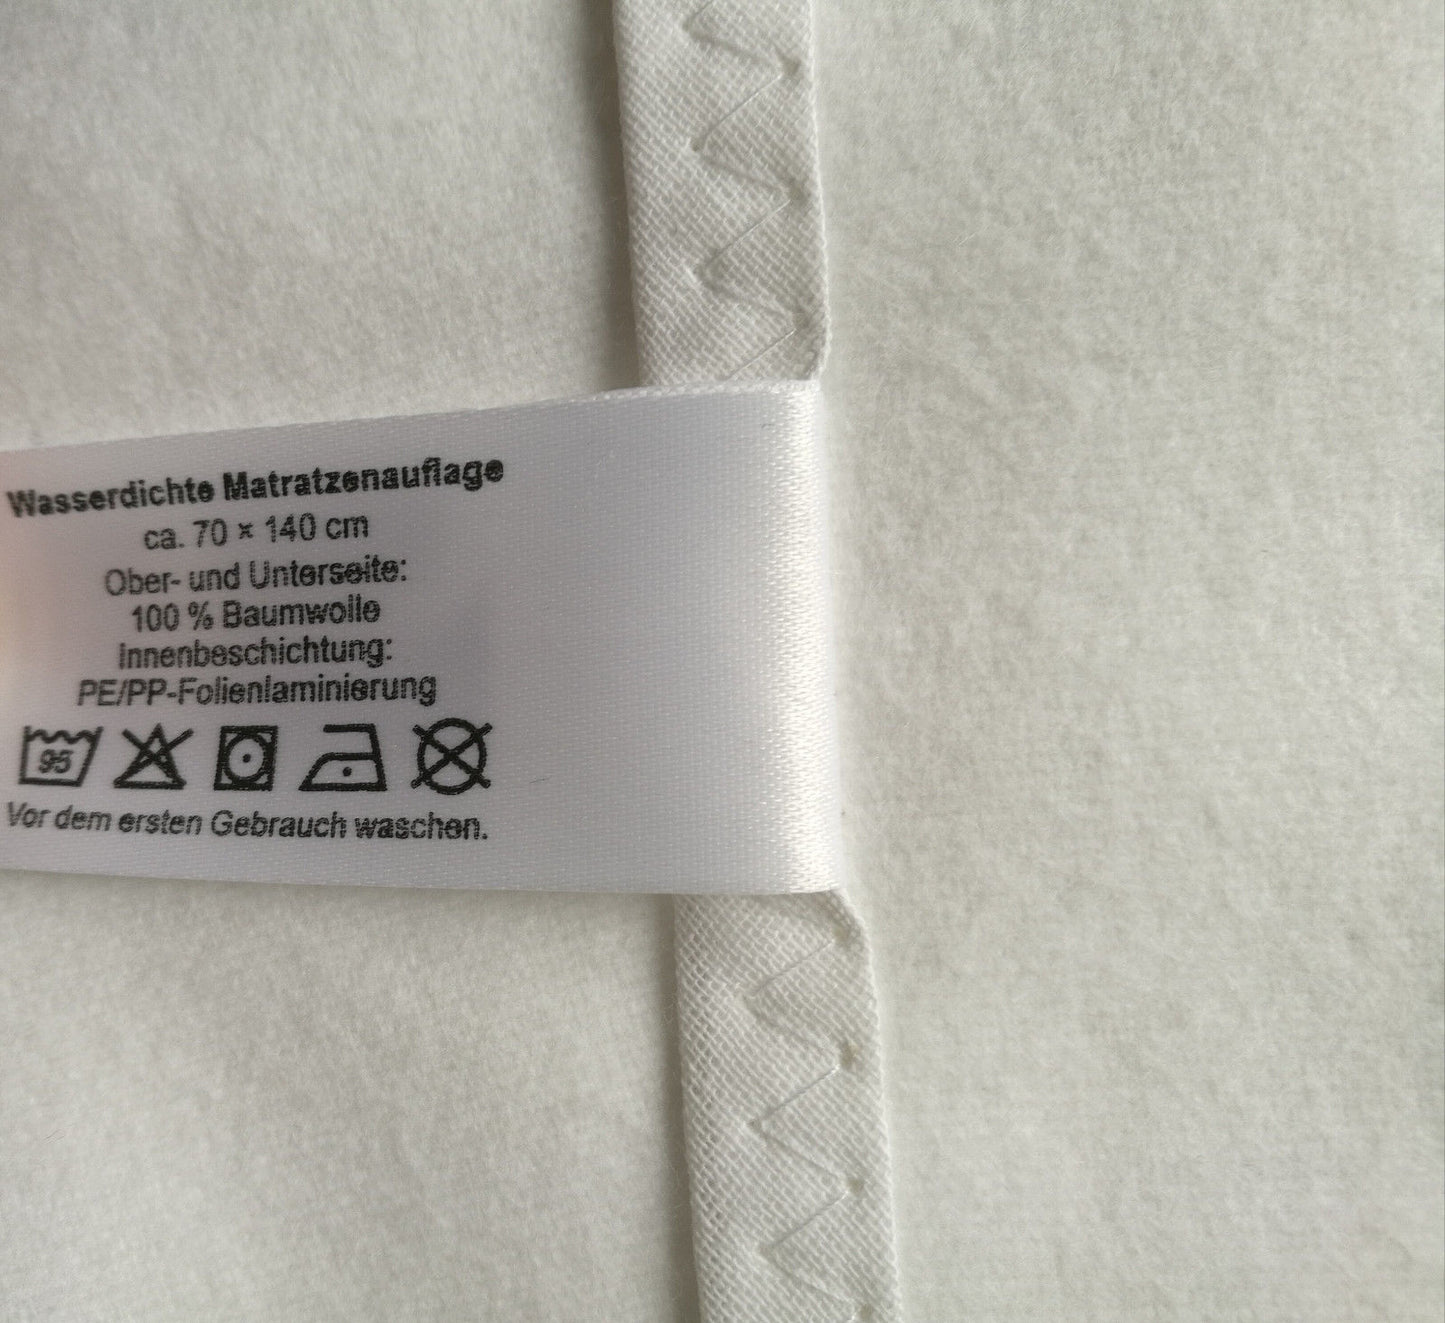 Wasserdichte Matratzenauflage
ca. 70 × 140 cm
Ober- und Unterseite:
100 % Baumwolle
Innenbeschichtung:
PE/PP-Folienlaminierung
95
Vor dem ersten Gebrauch waschen.